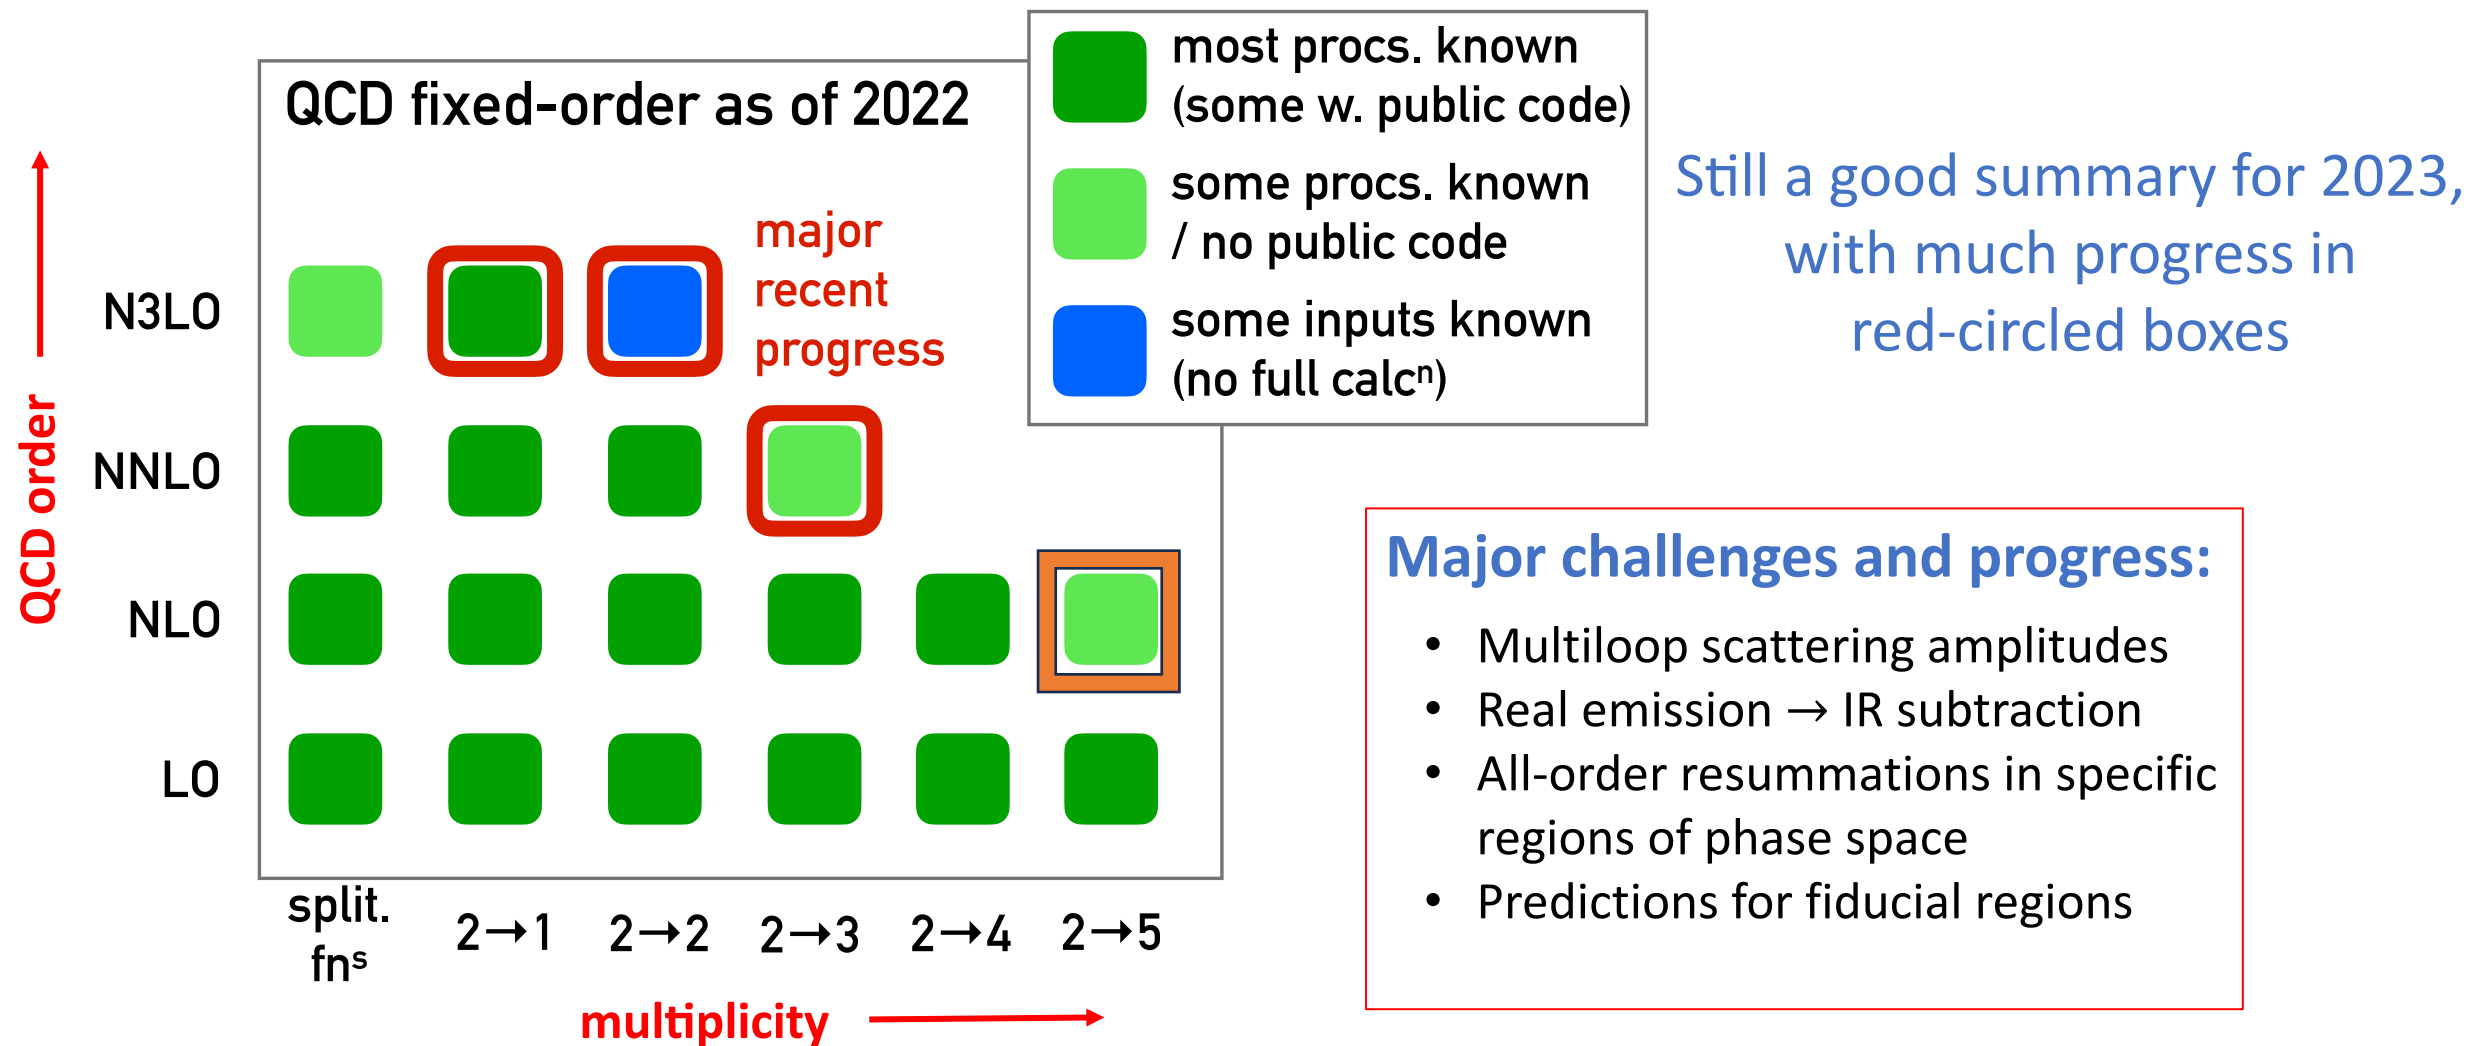 QCD fixed-order as of 2022
most procs. known
(some w. public code)
some procs. known
/ no public code
some inputs known
(no full calcⁿ)
Still a good summary for 2023,
with much progress in
red-circled boxes
major
recent
progress
QCD order
N3LO
NNLO
NLO
LO
split.
fnˢ
2→1
2→2
2→3
2→4
2→5
multiplicity
Major challenges and progress:
• Multiloop scattering amplitudes
• Real emission → IR subtraction
• All-order resummations in specific
regions of phase space
• Predictions for fiducial regions